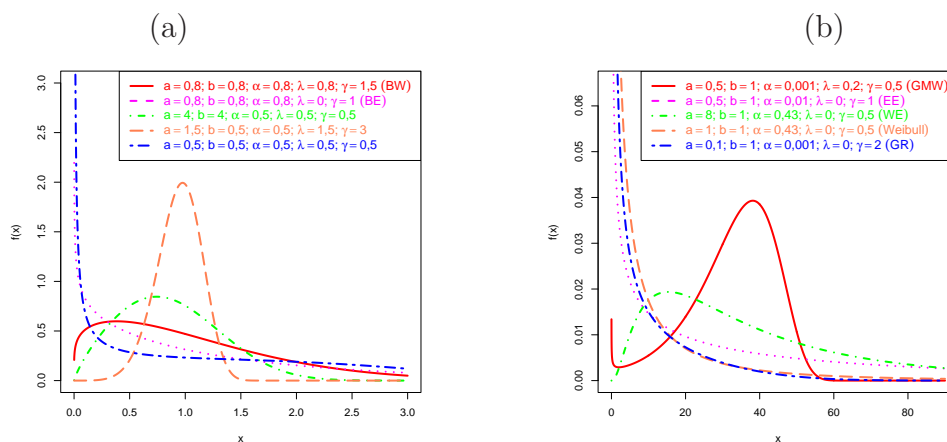 (a)
a = 0,8; b = 0,8; α = 0,8; λ = 0,8; γ = 1,5 (BW)
a = 0,8; b = 0,8; α = 0,8; λ = 0; γ = 1 (BE)
a = 4; b = 4; α = 0,5; λ = 0,5; γ = 0,5
a = 1,5; b = 0,5; α = 0,5; λ = 1,5; γ = 3
a = 0,5; b = 0,5; α = 0,5; λ = 0,5; γ = 0,5
f(x)
3.0
2.5
2.0
1.5
1.0
0.5
0.0
0.0 0.5 1.0 1.5 2.0 2.5 3.0
x
(b)
a = 0,5; b = 1; α = 0,001; λ = 0,2; γ = 0,5 (GMW)
a = 0,5; b = 1; α = 0,01; λ = 0; γ = 1 (EE)
a = 8; b = 1; α = 0,43; λ = 0; γ = 0,5 (WE)
a = 1; b = 1; α = 0,43; λ = 0; γ = 0,5 (Weibull)
a = 0,1; b = 1; α = 0,001; λ = 0; γ = 2 (GR)
f(x)
0.06
0.05
0.04
0.03
0.02
0.01
0.00
0 20 40 60 80
x